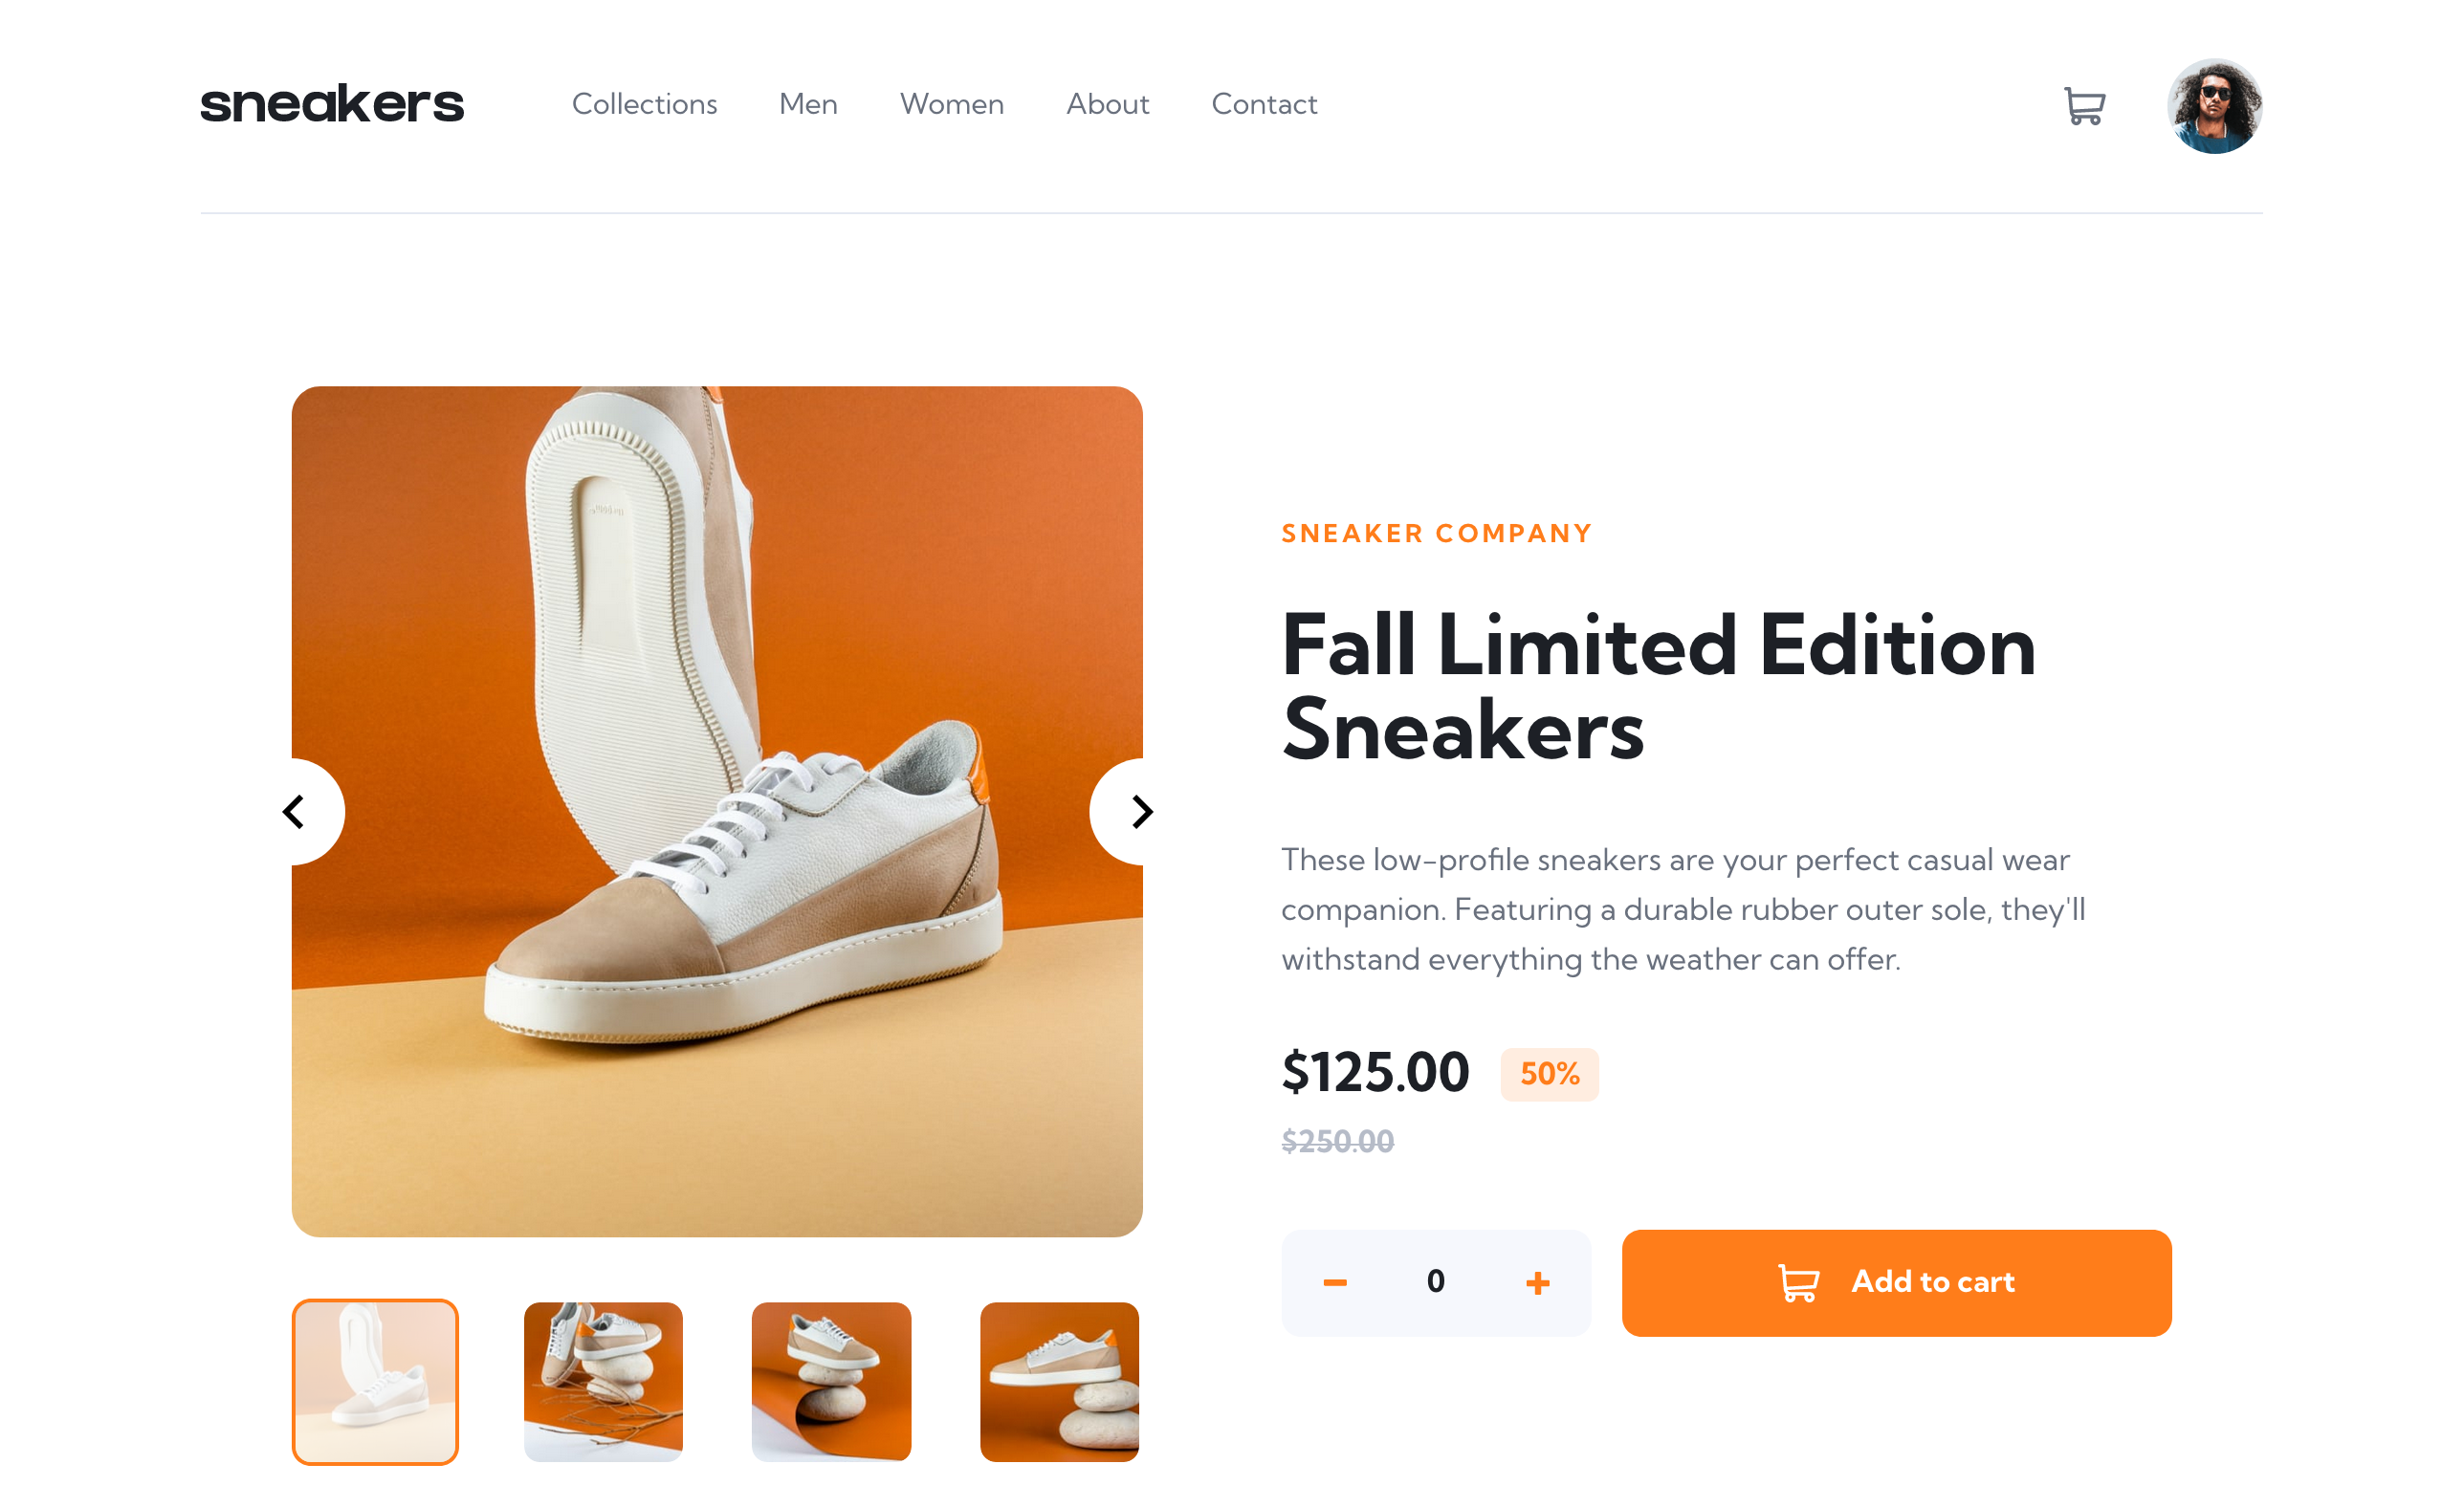 sneakers
Collections Men Women About Contact
SNEAKER COMPANY
Fall Limited Edition
Sneakers
These low-profile sneakers are your perfect casual wear
companion. Featuring a durable rubber outer sole, they'll
withstand everything the weather can offer.
$125.00 50%
$250.00
0 Add to cart